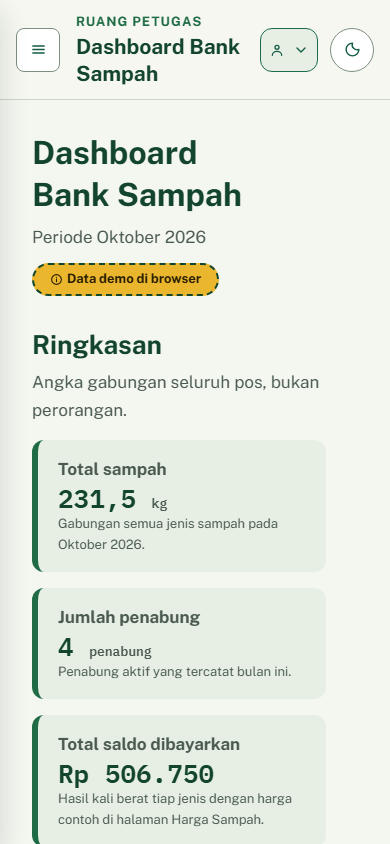 RUANG PETUGAS
Dashboard Bank
Sampah
Dashboard
Bank Sampah
Periode Oktober 2026
Data demo di browser
Ringkasan
Angka gabungan seluruh pos, bukan
perorangan.
Total sampah
231,5 kg
Gabungan semua jenis sampah pada
Oktober 2026.
Jumlah penabung
4 penabung
Penabung aktif yang tercatat bulan ini.
Total saldo dibayarkan
Rp 506.750
Hasil kali berat tiap jenis dengan harga
contoh di halaman Harga Sampah.